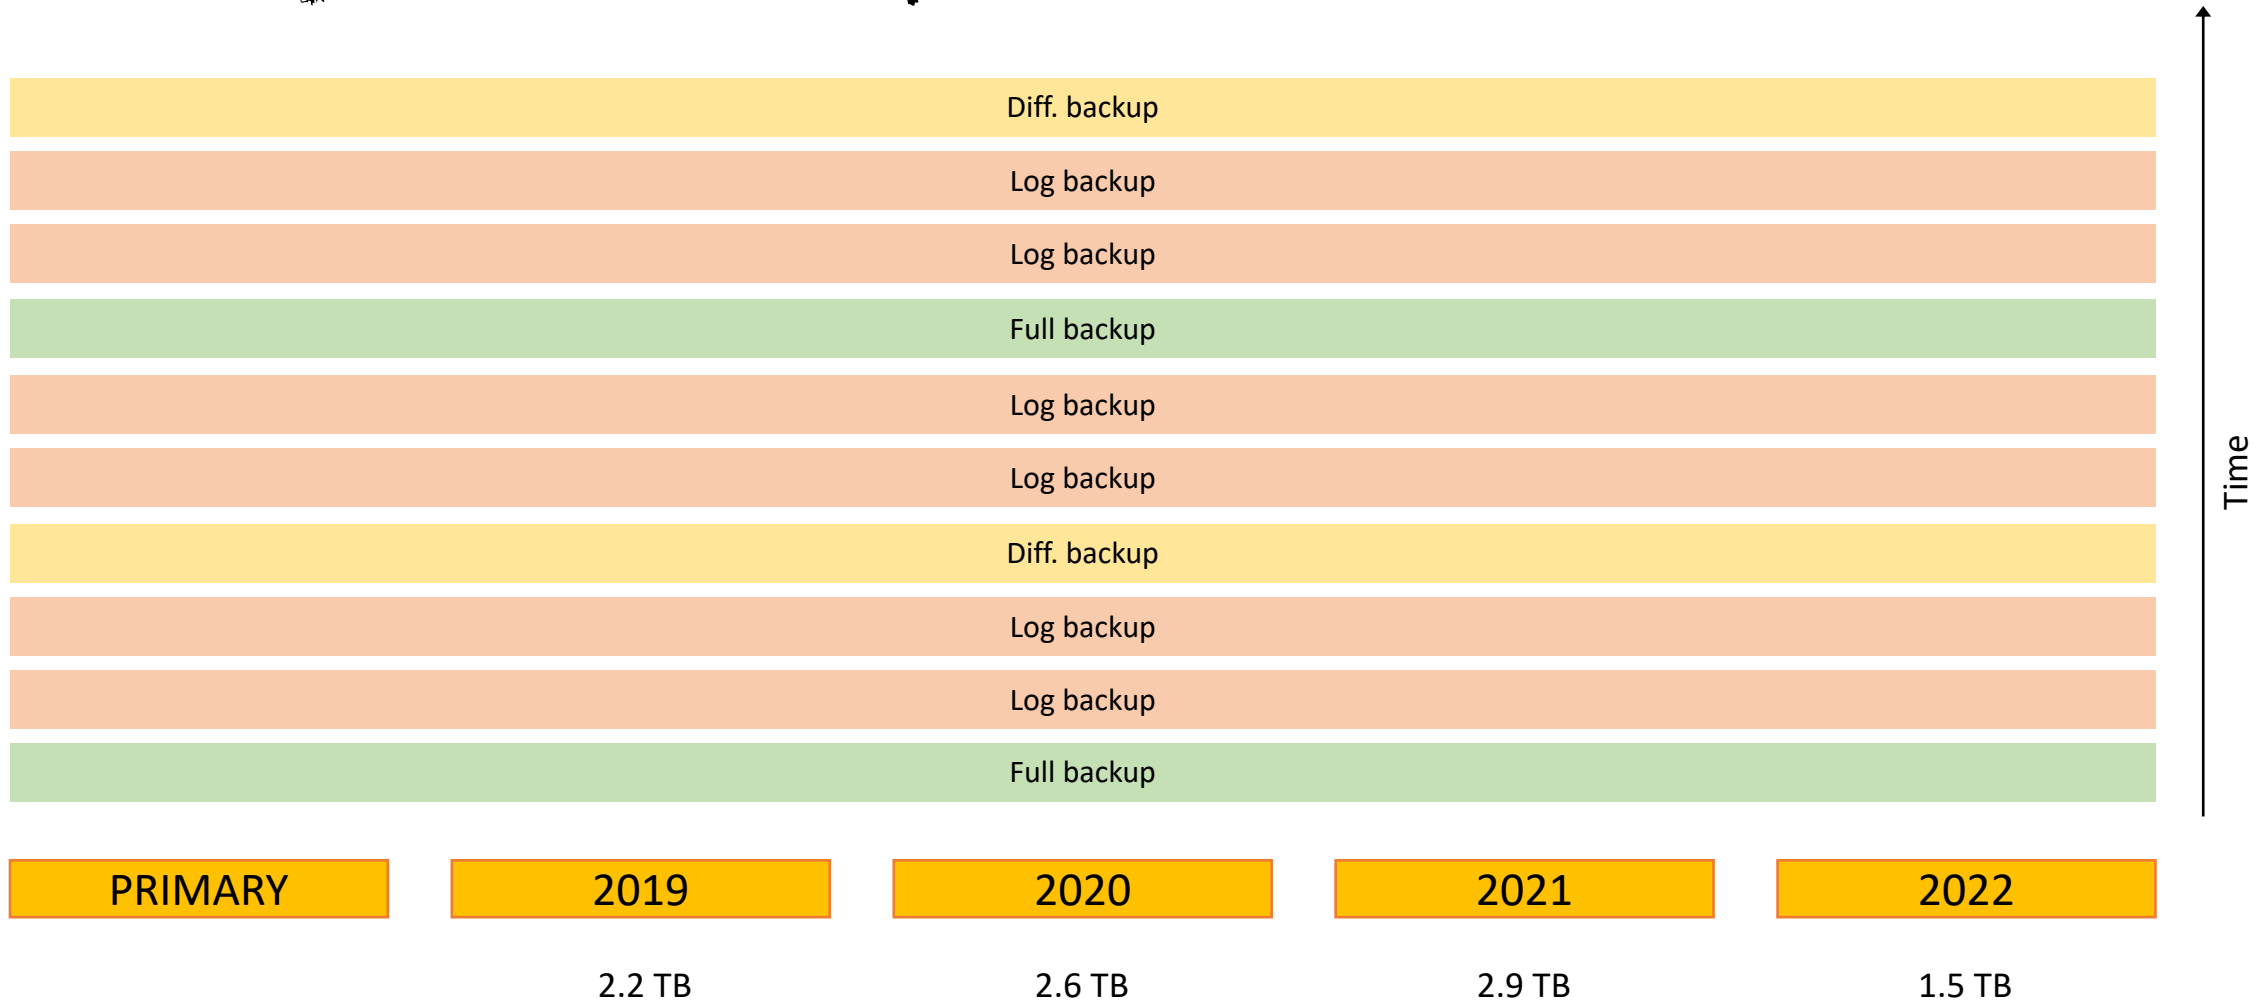 Diff. backup
Log backup
Log backup
Full backup
Log backup
Log backup
Diff. backup
Log backup
Log backup
Full backup
Time
PRIMARY
2019
2020
2021
2022
2.2 TB
2.6 TB
2.9 TB
1.5 TB